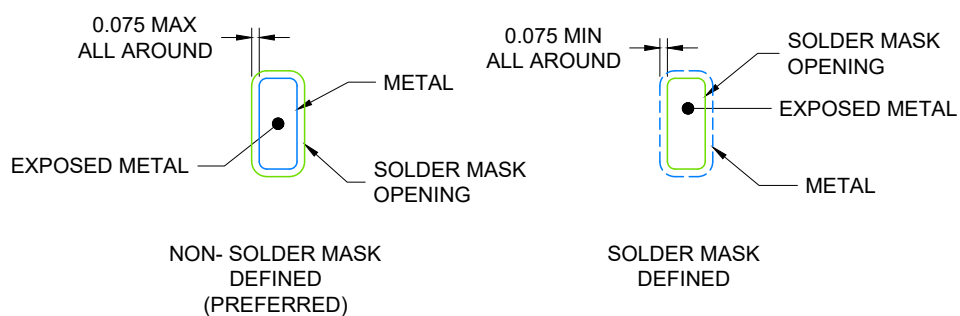 0.075 MAX
ALL AROUND
METAL
EXPOSED METAL
SOLDER MASK
OPENING
NON- SOLDER MASK
DEFINED
(PREFERRED)
0.075 MIN
ALL AROUND
SOLDER MASK
OPENING
EXPOSED METAL
METAL
SOLDER MASK
DEFINED